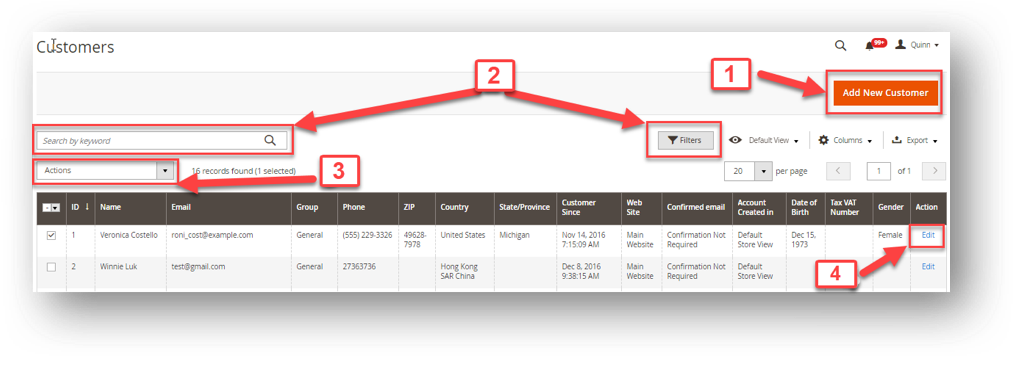 Customers
99+
Quinn
1
2
Add New Customer
Search by keyword
Filters
Default View
Columns
Export
Actions
16 records found (1 selected)
3
20
per page
1
of 1
ID
Name
Email
Group
Phone
ZIP
Country
State/Province
Customer Since
Web Site
Confirmed email
Account Created in
Date of Birth
Tax VAT Number
Gender
Action
1
Veronica Costello
roni_cost@example.com
General
(555) 229-3326
49628-7978
United States
Michigan
Nov 14, 2016 7:15:09 AM
Main Website
Confirmation Not Required
Default Store View
Dec 15, 1973
Female
Edit
2
Winnie Luk
test@gmail.com
General
27363736
Hong Kong SAR China
Dec 8, 2016 9:38:15 AM
Main Website
Confirmation Not Required
Default Store View
Edit
4